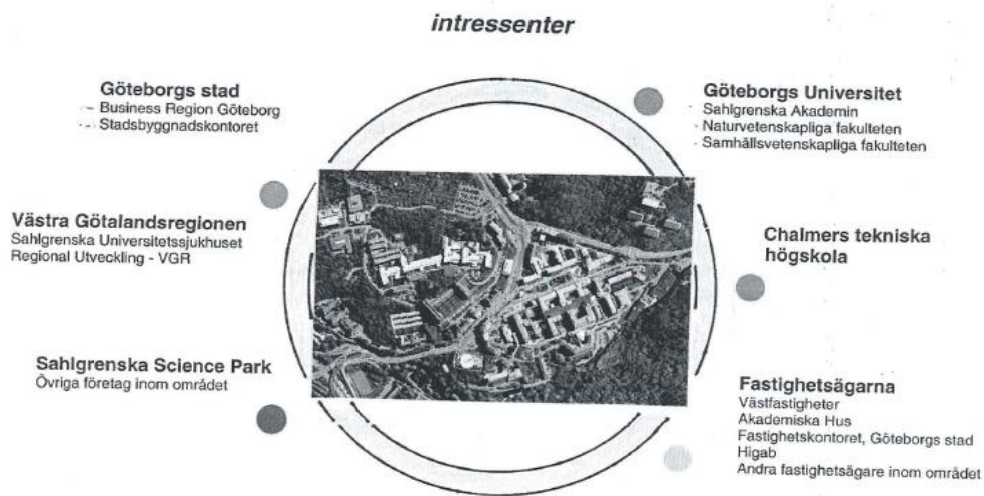 intressenter
Göteborgs stad
- Business Region Göteborg
- Stadsbyggnadskontoret
Västra Götalandsregionen
Sahlgrenska Universitetssjukhuset
Regional Utveckling - VGR
Sahlgrenska Science Park
Övriga företag inom området
Göteborgs Universitet
Sahlgrenska Akademin
- Naturvetenskapliga fakulteten
- Samhällsvetenskapliga fakulteten
Chalmers tekniska
högskola
Fastighetsägarna
Västfastigheter
Akademiska Hus
Fastighetskontoret, Göteborgs stad
Higab
Andra fastighetsägare inom området